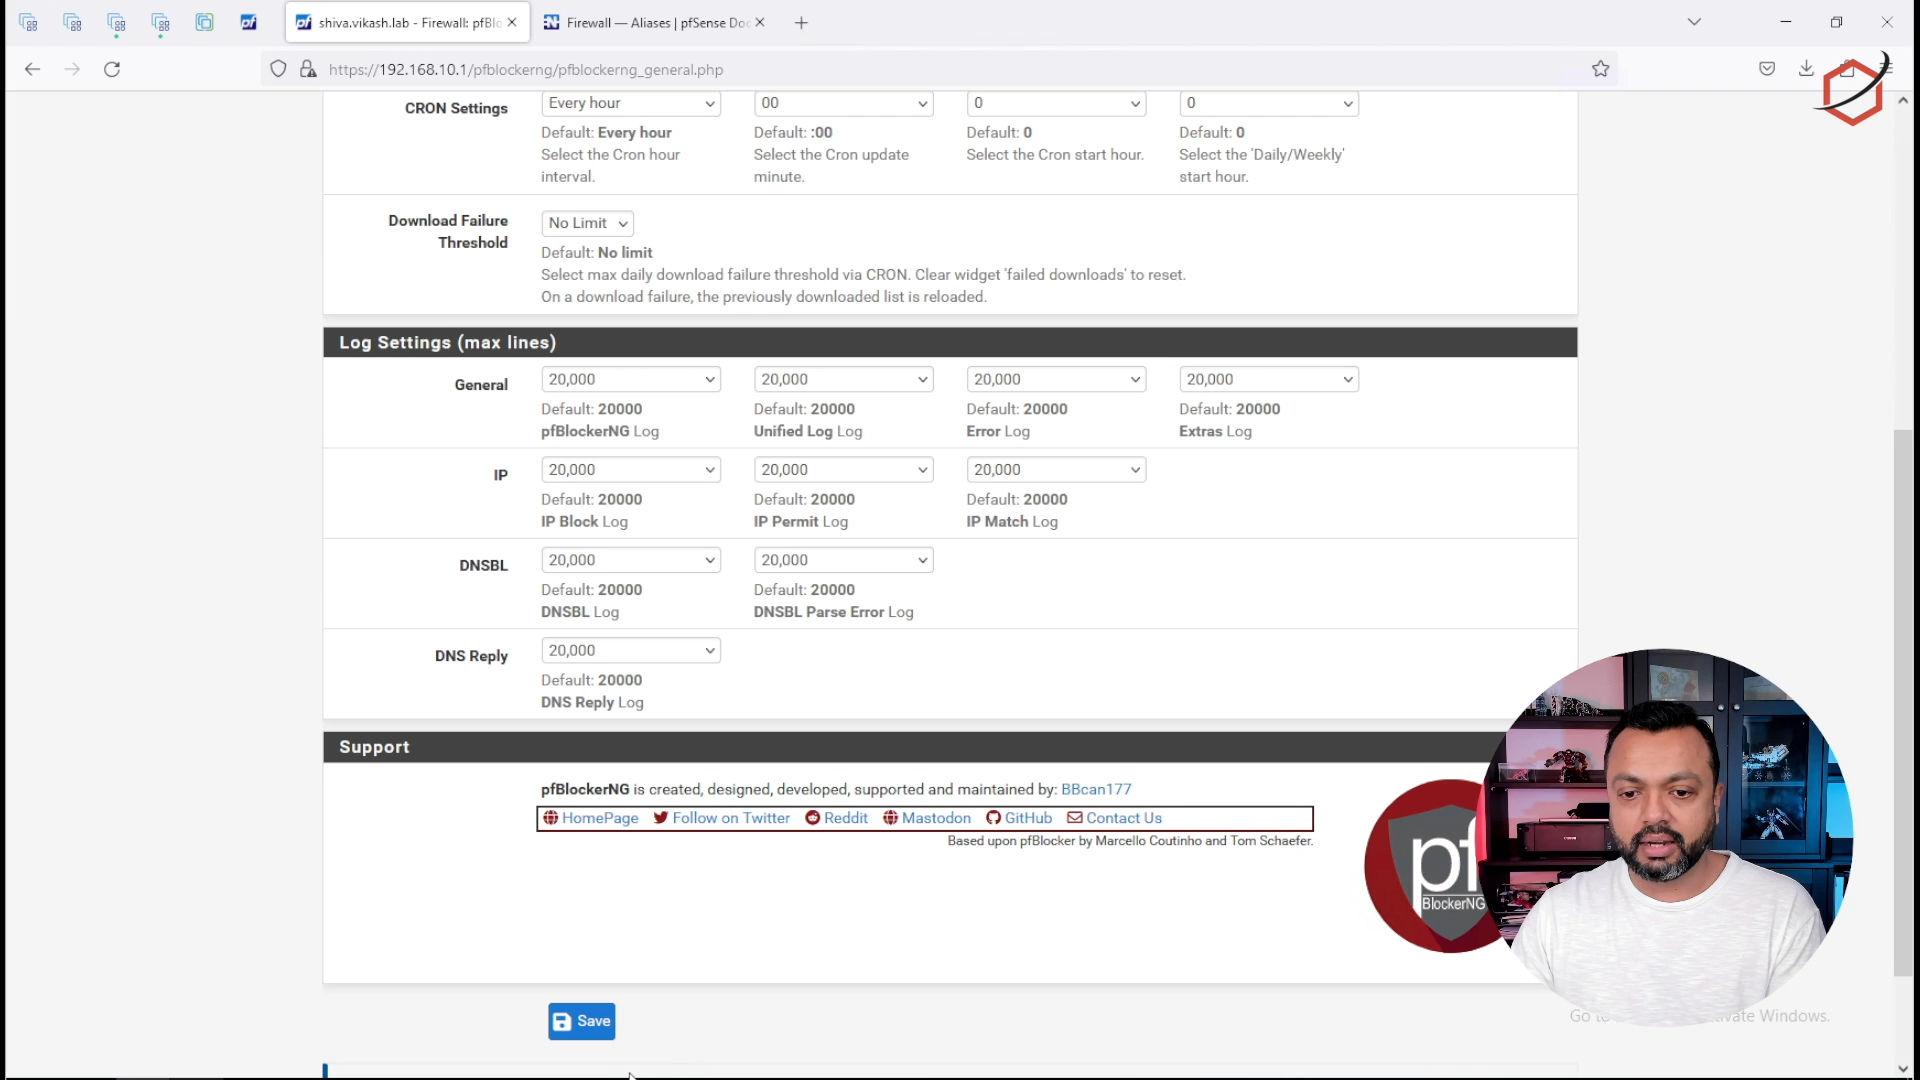 shiva.vikash.lab - Firewall: pfBlo
Firewall — Aliases | pfSense Doc
https://192.168.10.1/pfblockerng/pfblockerng_general.php
CRON Settings
Every hour
00
0
0
Default: Every hour
Default: :00
Default: 0
Default: 0
Select the Cron hour
Select the Cron update
Select the Cron start hour.
Select the 'Daily/Weekly'
interval.
minute.
start hour.
Download Failure
Threshold
No Limit
Default: No limit
Select max daily download failure threshold via CRON. Clear widget 'failed downloads' to reset.
On a download failure, the previously downloaded list is reloaded.
Log Settings (max lines)
General
20,000
20,000
20,000
20,000
Default: 20000
Default: 20000
Default: 20000
Default: 20000
pfBlockerNG Log
Unified Log Log
Error Log
Extras Log
IP
20,000
20,000
20,000
Default: 20000
Default: 20000
Default: 20000
IP Block Log
IP Permit Log
IP Match Log
DNSBL
20,000
20,000
Default: 20000
Default: 20000
DNSBL Log
DNSBL Parse Error Log
DNS Reply
20,000
Default: 20000
DNS Reply Log
Support
pfBlockerNG is created, designed, developed, supported and maintained by: BBcan177
HomePage Follow on Twitter Reddit Mastodon GitHub Contact Us
Based upon pfBlocker by Marcello Coutinho and Tom Schaefer.
pf
BlockerNG
Save
Go to
Windows.